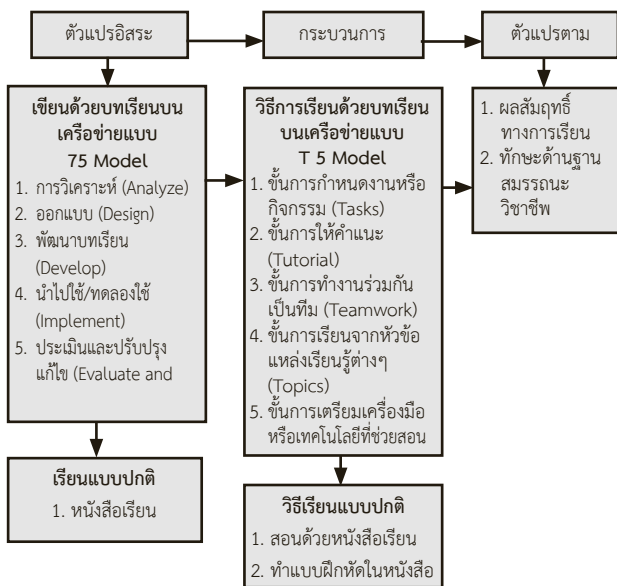 ตัวแปรอิสระ
กระบวนการ
ตัวแปรตาม
เขียนด้วยบทเรียนบน
เครือข่ายแบบ
75 Model
1. การวิเคราะห์ (Analyze)
2. ออกแบบ (Design)
3. พัฒนาบทเรียน
(Develop)
4. นำไปใช้/ทดลองใช้
(Implement)
5. ประเมินและปรับปรุง
แก้ไข (Evaluate and
วิธีการเรียนด้วยบทเรียน
บนเครือข่ายแบบ
T 5 Model
1. ขั้นการกำหนดงานหรือ
กิจกรรม (Tasks)
2. ขั้นการให้คำแนะ
(Tutorial)
3. ขั้นการทำงานร่วมกัน
เป็นทีม (Teamwork)
4. ขั้นการเรียนจากหัวข้อ
แหล่งเรียนรู้ต่างๆ
(Topics)
5. ขั้นการเตรียมเครื่องมือ
หรือเทคโนโลยีที่ช่วยสอน
1. ผลสัมฤทธิ์
ทางการเรียน
2. ทักษะด้านฐาน
สมรรถนะ
วิชาชีพ
เรียนแบบปกติ
1. หนังสือเรียน
วิธีเรียนแบบปกติ
1. สอนด้วยหนังสือเรียน
2. ทำแบบฝึกหัดในหนังสือ